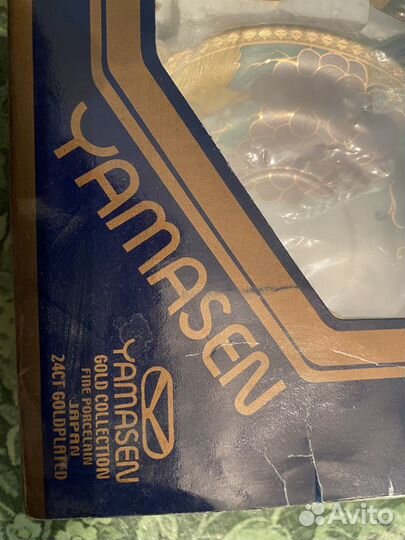 YAMASEN
YAMASEN
GOLD COLLECTION
FINE PORCELAIN
JAPAN
24CT GOLDPLATED
Avito